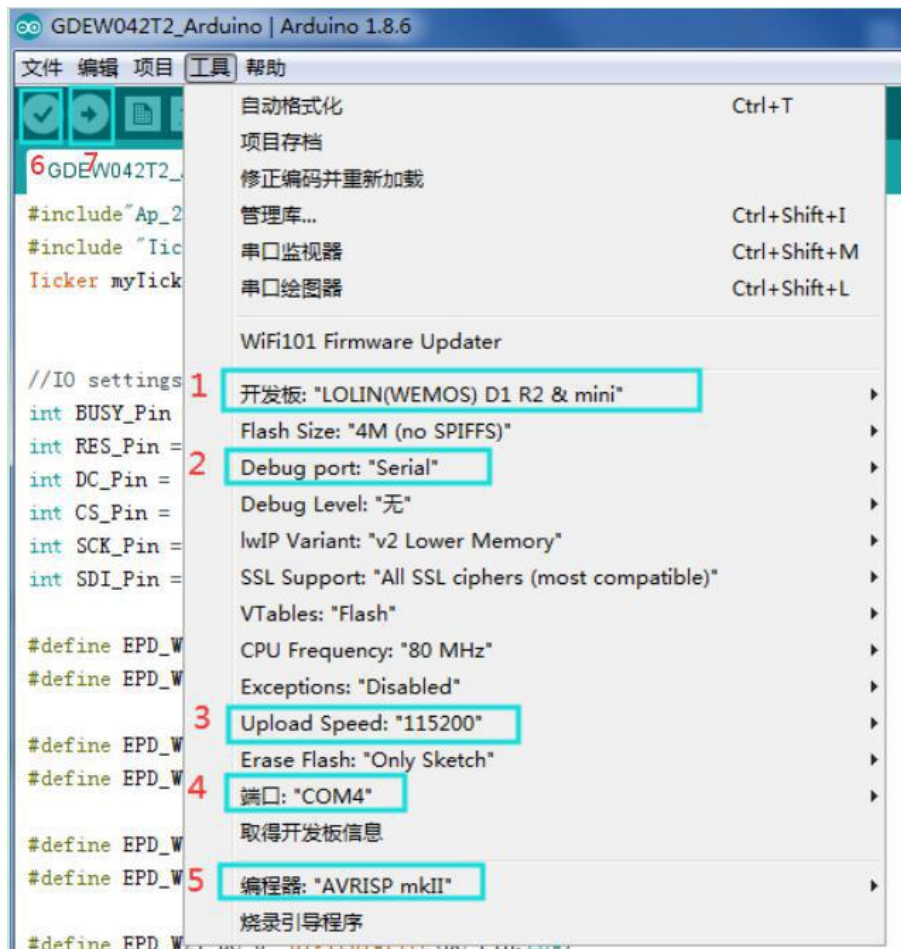 GDEW042T2_Arduino | Arduino 1.8.6
文件 编辑 项目 工具 帮助
6 7
GDEW042T2_
自动格式化 Ctrl+T
项目存档
修正编码并重新加载
管理库... Ctrl+Shift+I
串口监视器 Ctrl+Shift+M
串口绘图器 Ctrl+Shift+L
WiFi101 Firmware Updater
1 开发板: "LOLIN(WEMOS) D1 R2 & mini"
Flash Size: "4M (no SPIFFS)"
2 Debug port: "Serial"
Debug Level: "无"
lwIP Variant: "v2 Lower Memory"
SSL Support: "All SSL ciphers (most compatible)"
VTables: "Flash"
CPU Frequency: "80 MHz"
Exceptions: "Disabled"
3 Upload Speed: "115200"
Erase Flash: "Only Sketch"
4 端口: "COM4"
取得开发板信息
5 编程器: "AVRISP mkII"
烧录引导程序
#include"Ap_2
#include "Tic
Ticker myTick
//IO settings
int BUSY_Pin
int RES_Pin =
int DC_Pin =
int CS_Pin =
int SCK_Pin =
int SDI_Pin =
#define EPD_W
#define EPD_W
#define EPD_W
#define EPD_W
#define EPD_W
#define EPD_W
#define EPD_W